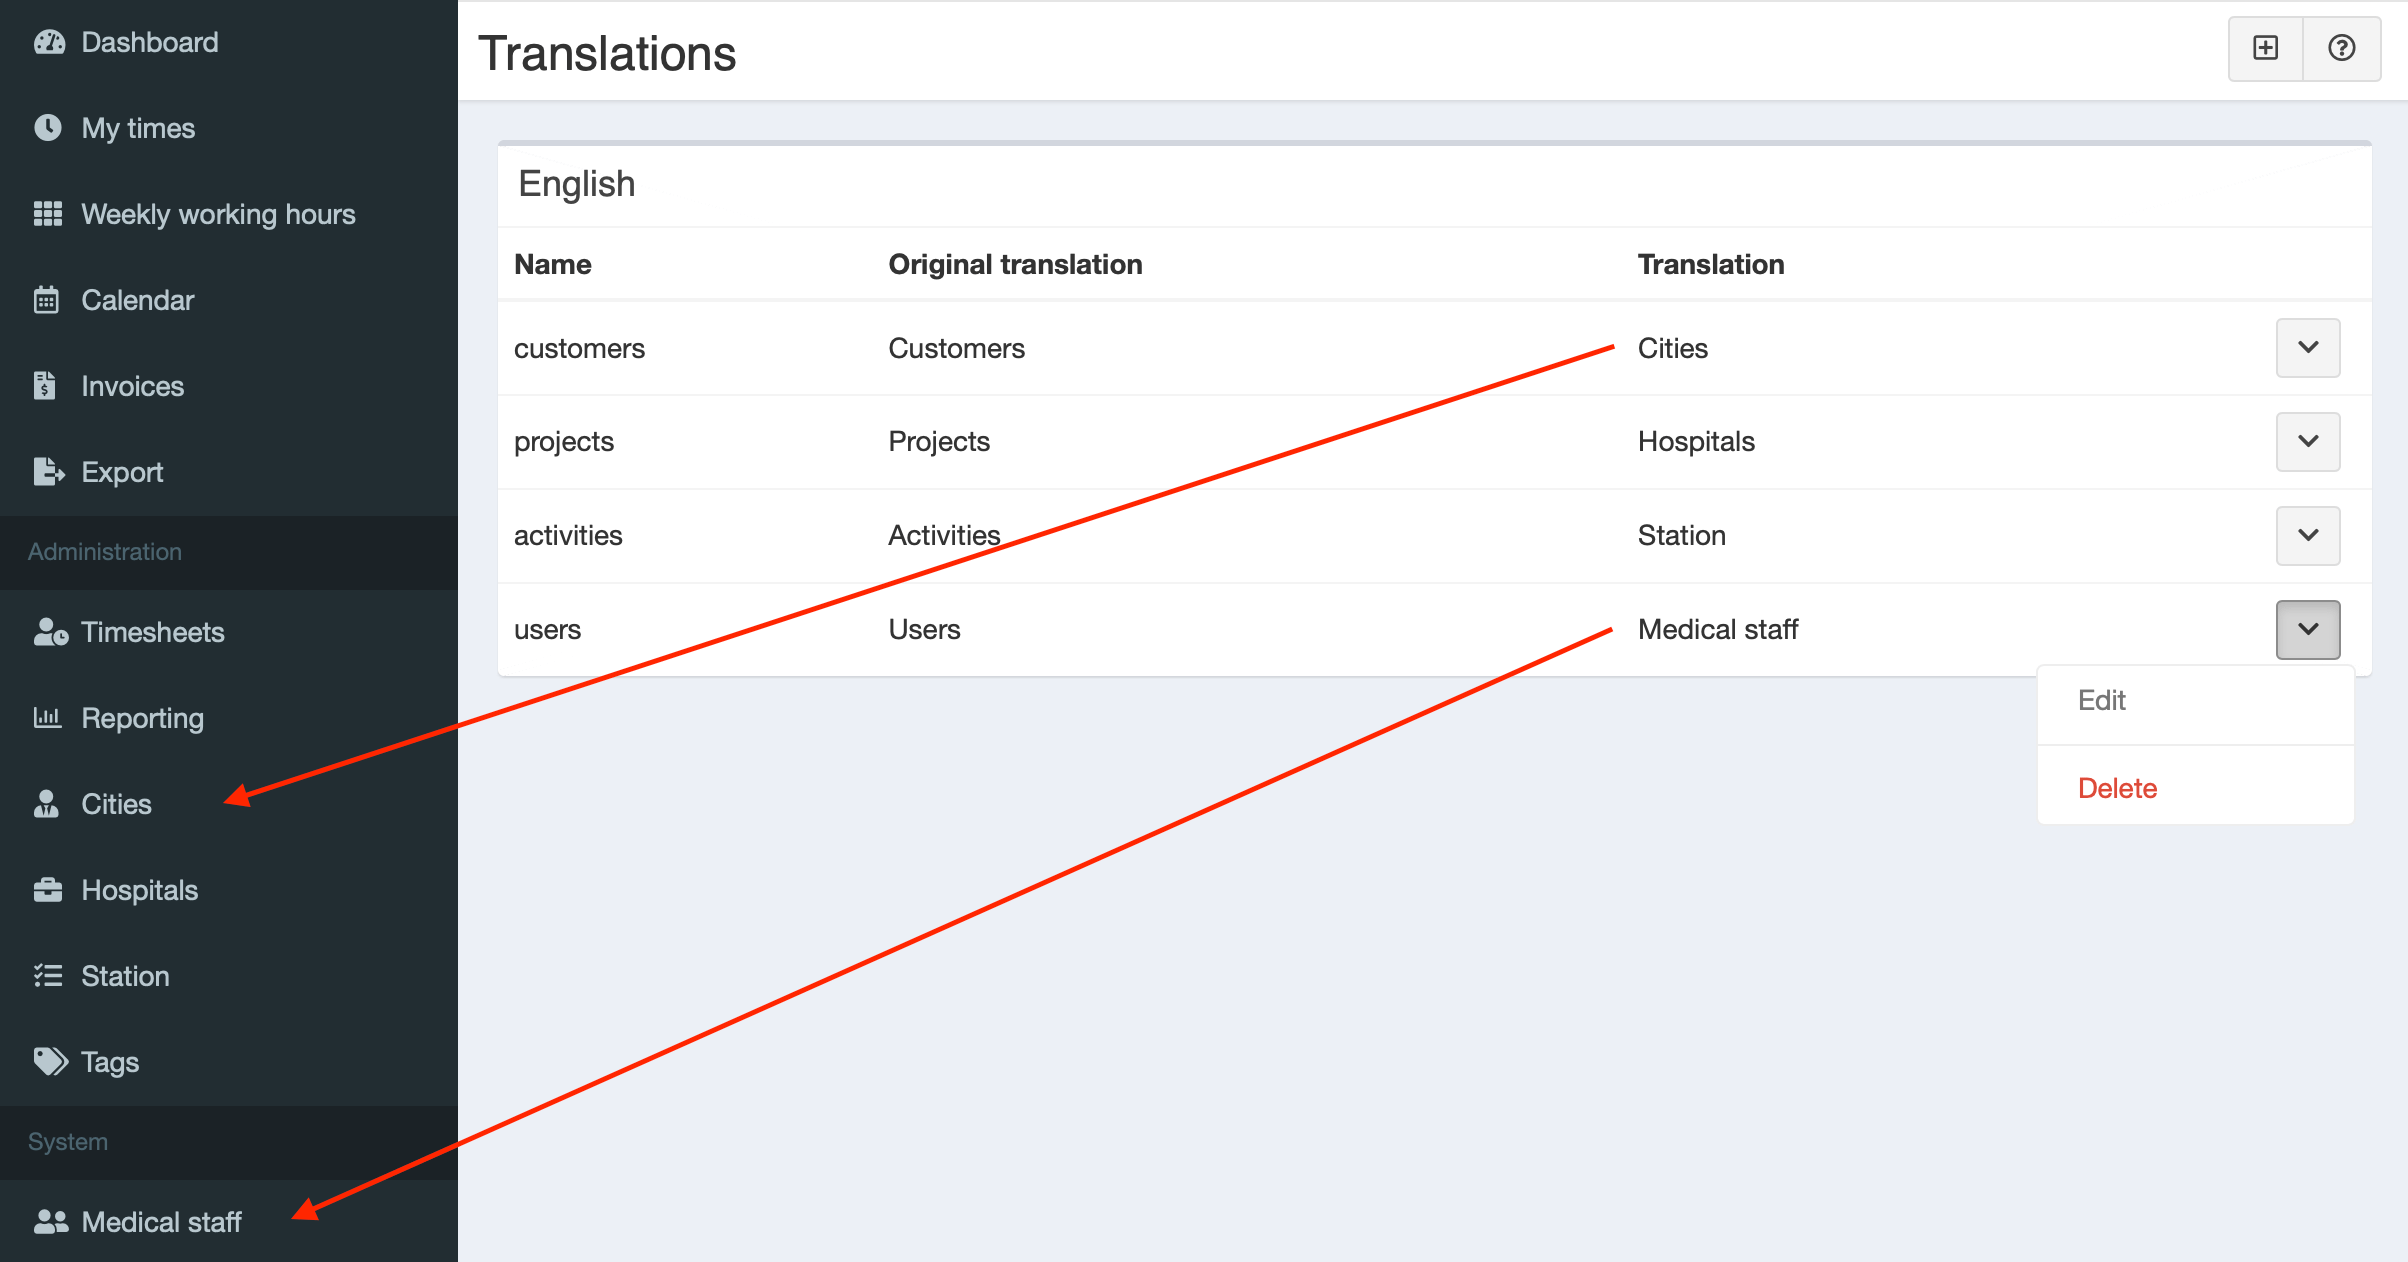 Dashboard
My times
Weekly working hours
Calendar
Invoices
Export
Administration
Timesheets
Reporting
Cities
Hospitals
Station
Tags
System
Medical staff
Translations
English
Name Original translation Translation
customers Customers Cities
projects Projects Hospitals
activities Activities Station
users Users Medical staff
Edit
Delete